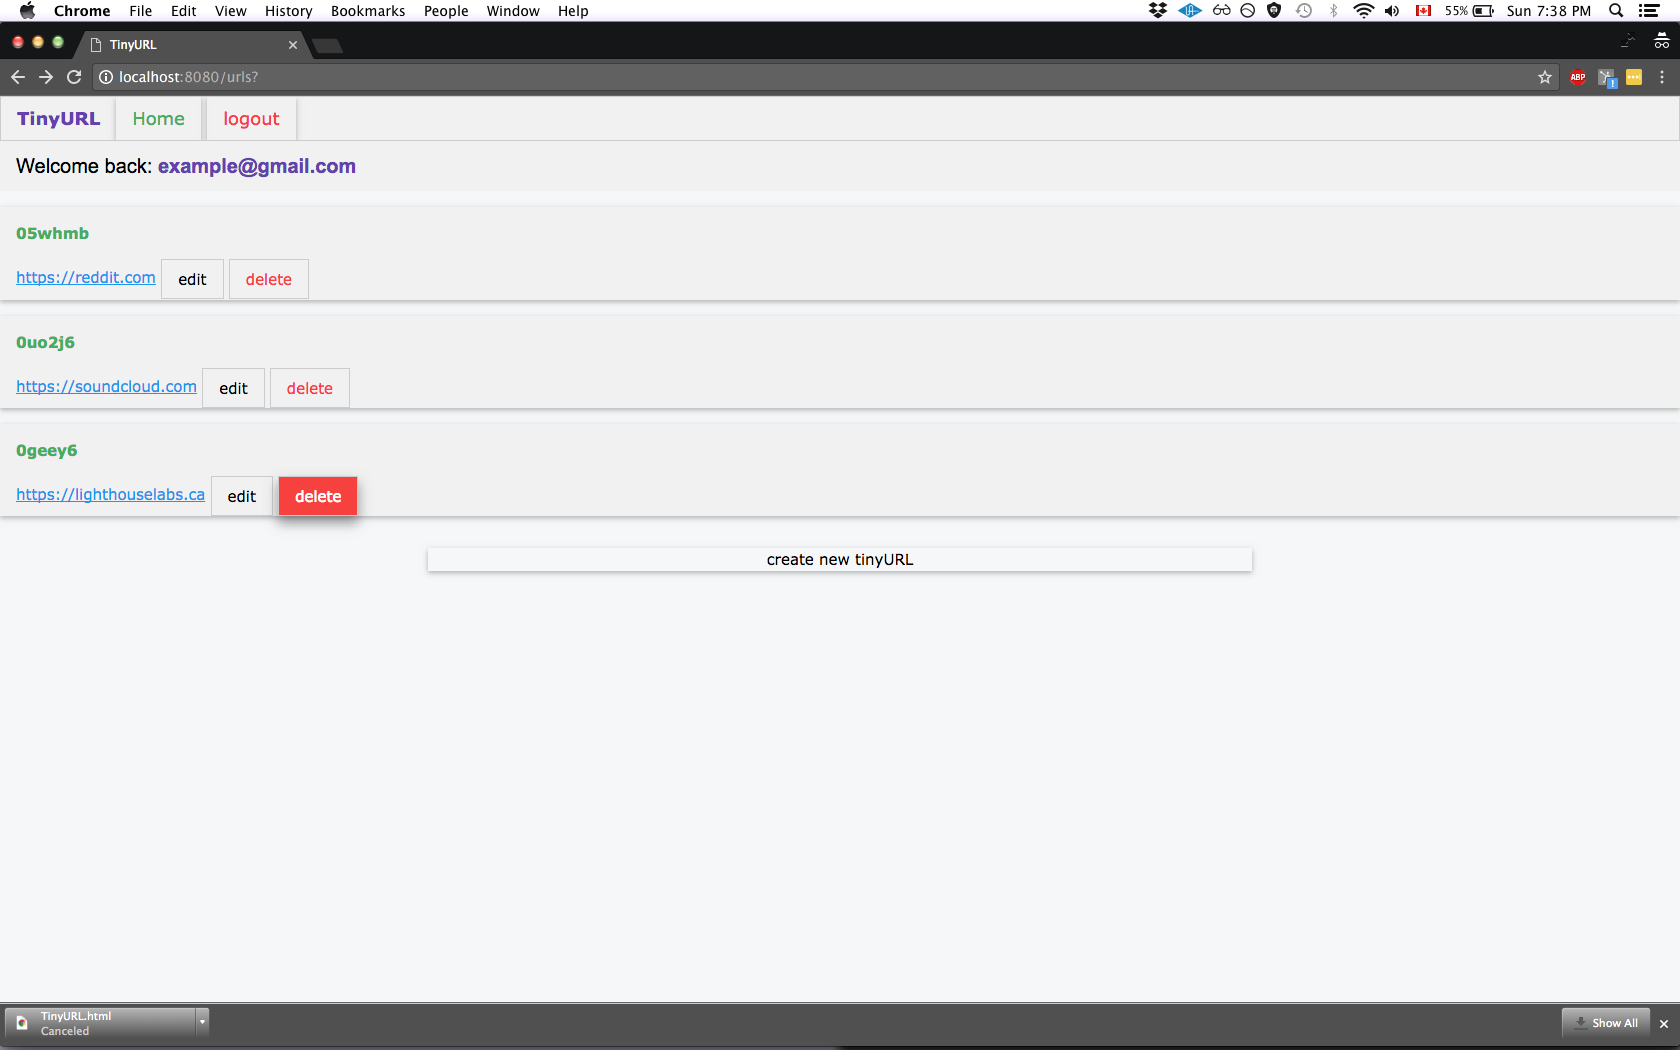 Chrome File Edit View History Bookmarks People Window Help 55% Sun 7:38 PM
TinyURL
localhost:8080/urls? ABP
TinyURL Home logout
Welcome back: example@gmail.com
05whmb
https://reddit.com edit delete
0uo2j6
https://soundcloud.com edit delete
0geey6
https://lighthouselabs.ca edit delete
create new tinyURL
TinyURL.html
Canceled
Show All